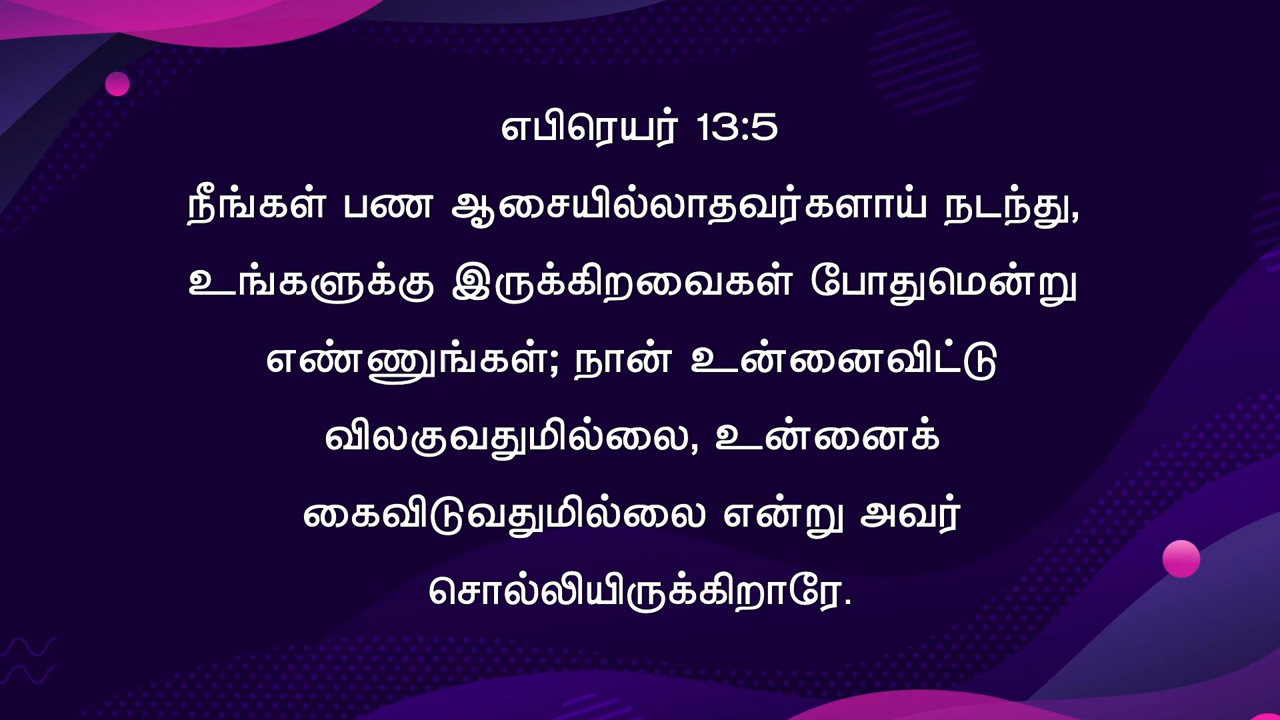 எபிரெயர் 13:5
நீங்கள் பண ஆசையில்லாதவர்களாய் நடந்து,
உங்களுக்கு இருக்கிறவைகள் போதுமென்று
எண்ணுங்கள்; நான் உன்னைவிட்டு
விலகுவதுமில்லை, உன்னைக்
கைவிடுவதுமில்லை என்று அவர்
சொல்லியிருக்கிறாரே.